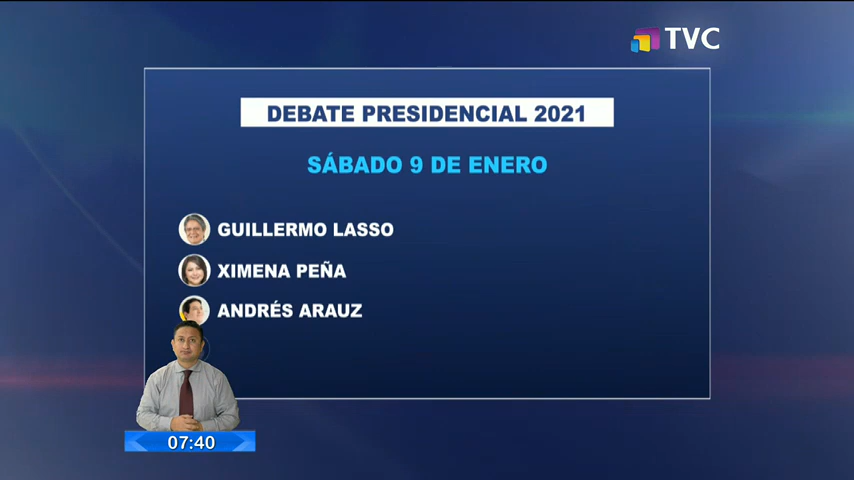 TVC
DEBATE PRESIDENCIAL 2021
SÁBADO 9 DE ENERO
GUILLERMO LASSO
XIMENA PEÑA
ANDRÉS ARAUZ
07:40